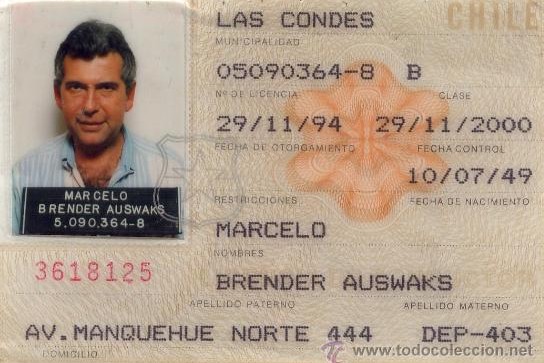 CHILE
LAS CONDES
MUNICIPALIDAD
05090364-8 B
Nº DE LICENCIA CLASE
29/11/94 29/11/2000
FECHA DE OTORGAMIENTO FECHA CONTROL
10/07/49
RESTRICCIONES FECHA DE NACIMIENTO
MARCELO
BRENDER AUSWAKS
5.090.364-8
MARCELO
NOMBRES
3618125
BRENDER AUSWAKS
APELLIDO PATERNO APELLIDO MATERNO
AV.MANQUEHUE NORTE 444 DEP-403
DOMICILIO
www.todocoleccion.net